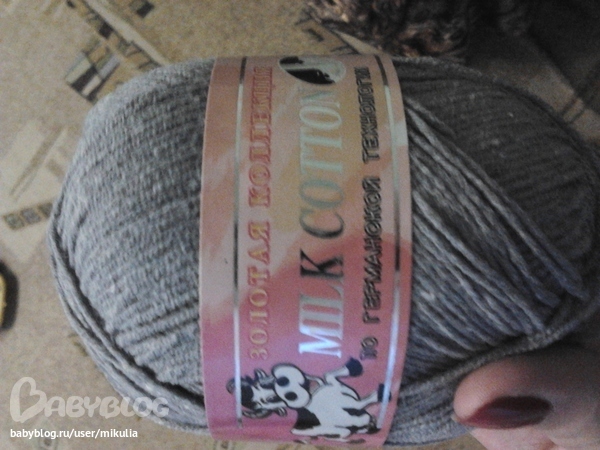 ЗОЛОТАЯ КОЛЛЕКЦИЯ
MILK COTTON
ПО ГЕРМАНСКОЙ ТЕХНОЛОГИИ
BABYBLOG
babyblog.ru/user/mikulia